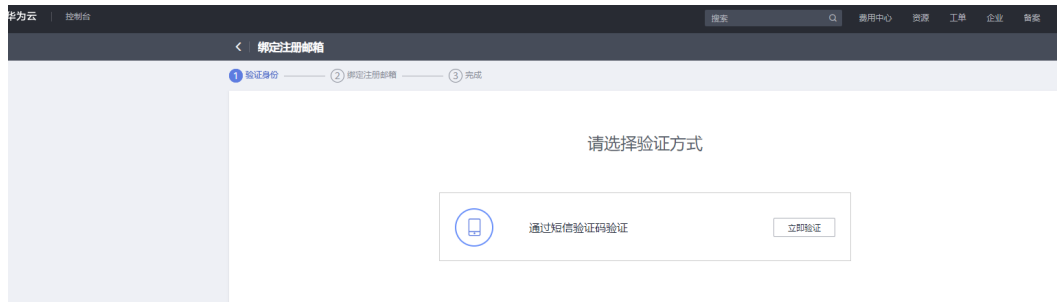 华为云 控制台 搜索 费用中心 资源 工单 企业 备案
绑定注册邮箱
1 验证身份 2 绑定注册邮箱 3 完成
请选择验证方式
通过短信验证码验证 立即验证